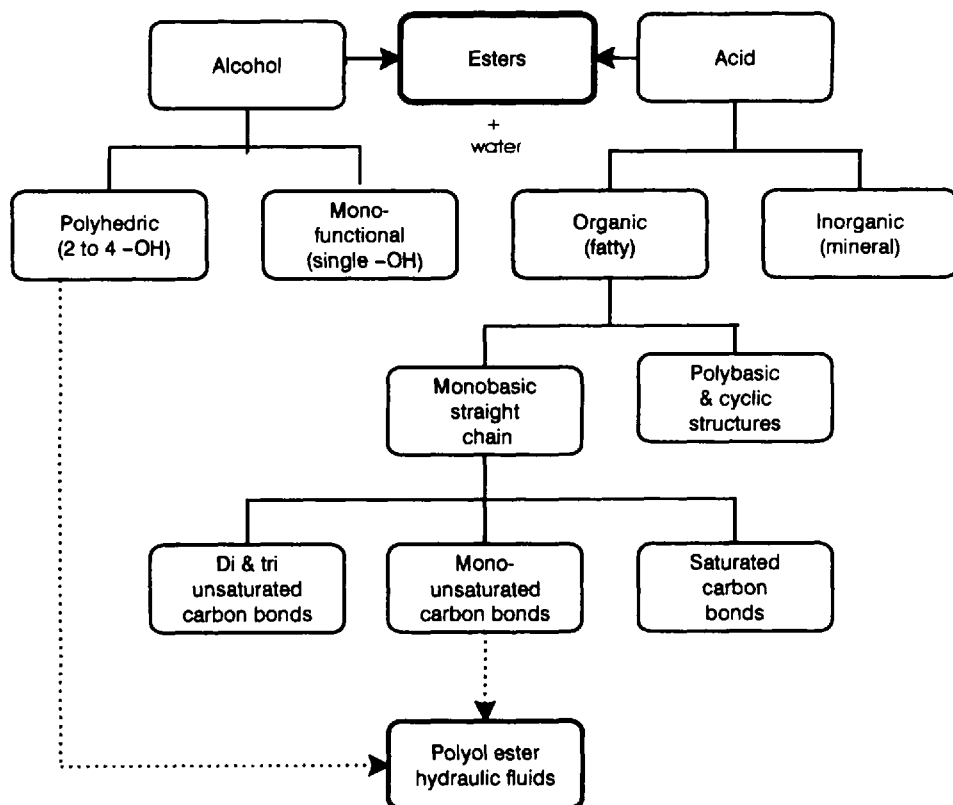 Alcohol
Esters
Acid
+
water
Polyhedric
(2 to 4 –OH)
Mono-
functional
(single –OH)
Organic
(fatty)
Inorganic
(mineral)
Monobasic
straight
chain
Polybasic
& cyclic
structures
Di & tri
unsaturated
carbon bonds
Mono-
unsaturated
carbon bonds
Saturated
carbon
bonds
Polyol ester
hydraulic fluids